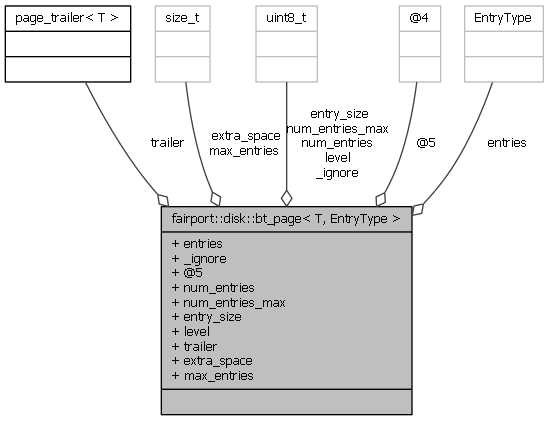 page_trailer< T >
size_t
uint8_t
@4
EntryType
trailer
extra_space
max_entries
entry_size
num_entries_max
num_entries
level
_ignore
@5
entries
fairport::disk::bt_page< T, EntryType >
+ entries
+ _ignore
+ @5
+ num_entries
+ num_entries_max
+ entry_size
+ level
+ trailer
+ extra_space
+ max_entries